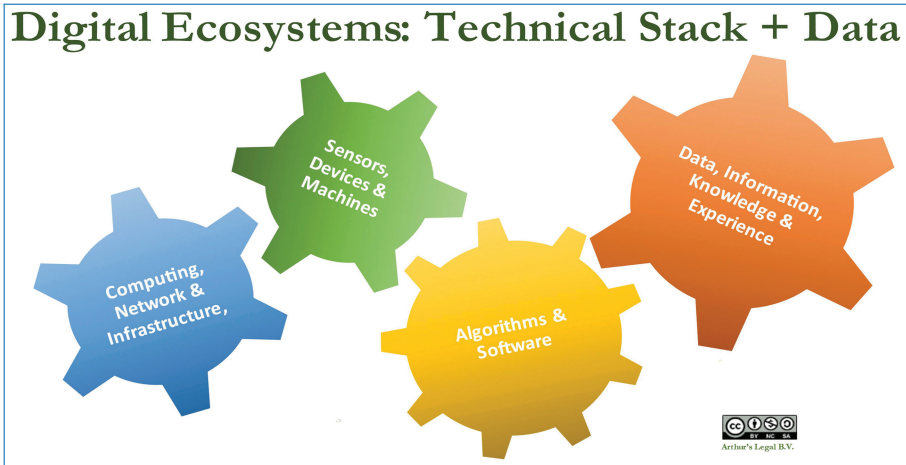 Digital Ecosystems: Technical Stack + Data
Sensors,
Devices &
Machines
Data, Information,
Knowledge &
Experience
Computing,
Network &
Infrastructure,
Algorithms &
Software
cc
BY NC SA
Arthur's Legal B.V.